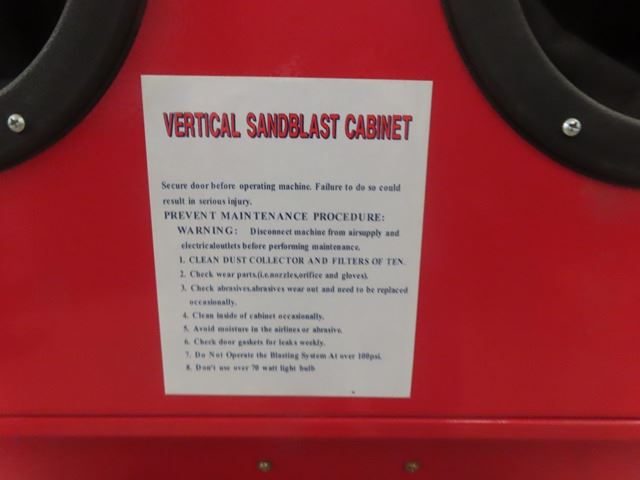 VERTICAL SANDBLAST CABINET
Secure door before operating machine. Failure to do so could
result in serious injury.
PREVENT MAINTENANCE PROCEDURE:
WARNING: Disconnect machine from airsupply and
electricaloutlets before performing maintenance.
1. CLEAN DUST COLLECTOR AND FILTERS OF TEN.
2. Check wear parts.(i.e.nozzles,orifice and gloves).
3. Check abrasives,abrasives wear out and need to be replaced
occasionally.
4. Clean inside of cabinet occasionally.
5. Avoid moisture in the airlines or abrasive.
6. Check door gaskets for leaks weekly.
7. Do Not Operate the Blasting System At over 100psi.
8. Don't use over 70 watt light bulb